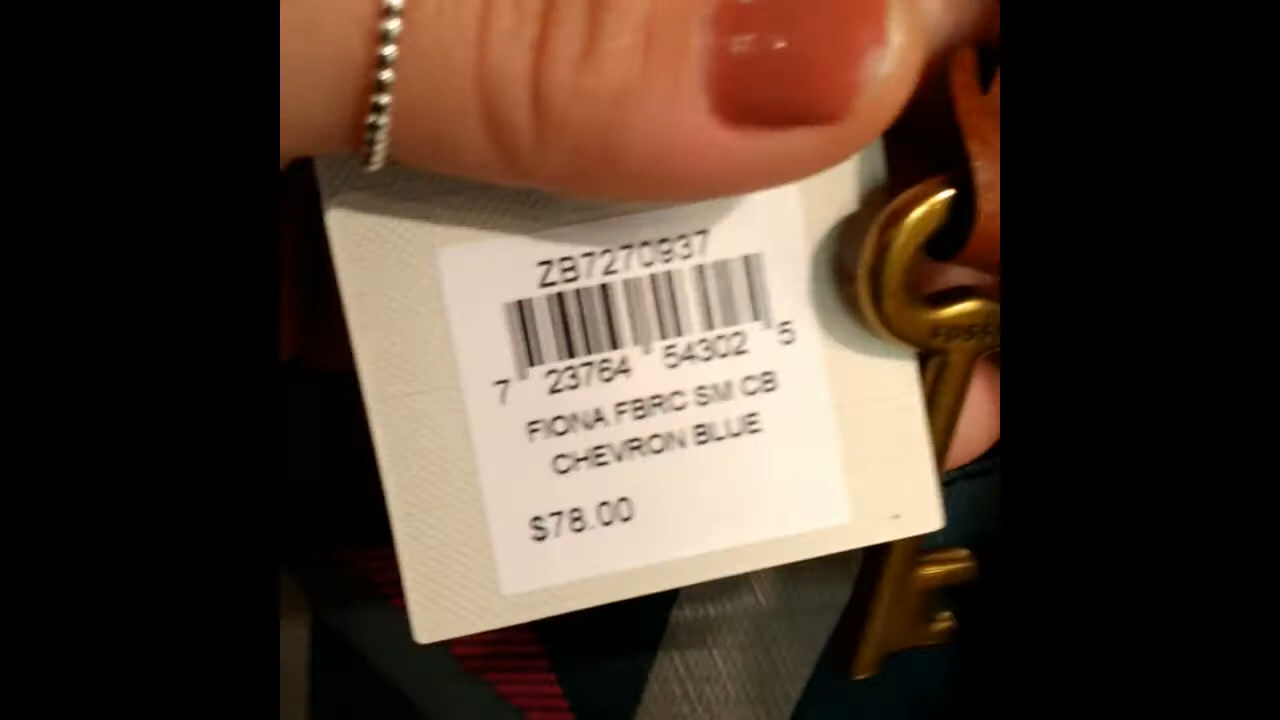 ZB7270937
7 23764 54302 5
FIONA FBRC SM CB
CHEVRON BLUE
$78.00